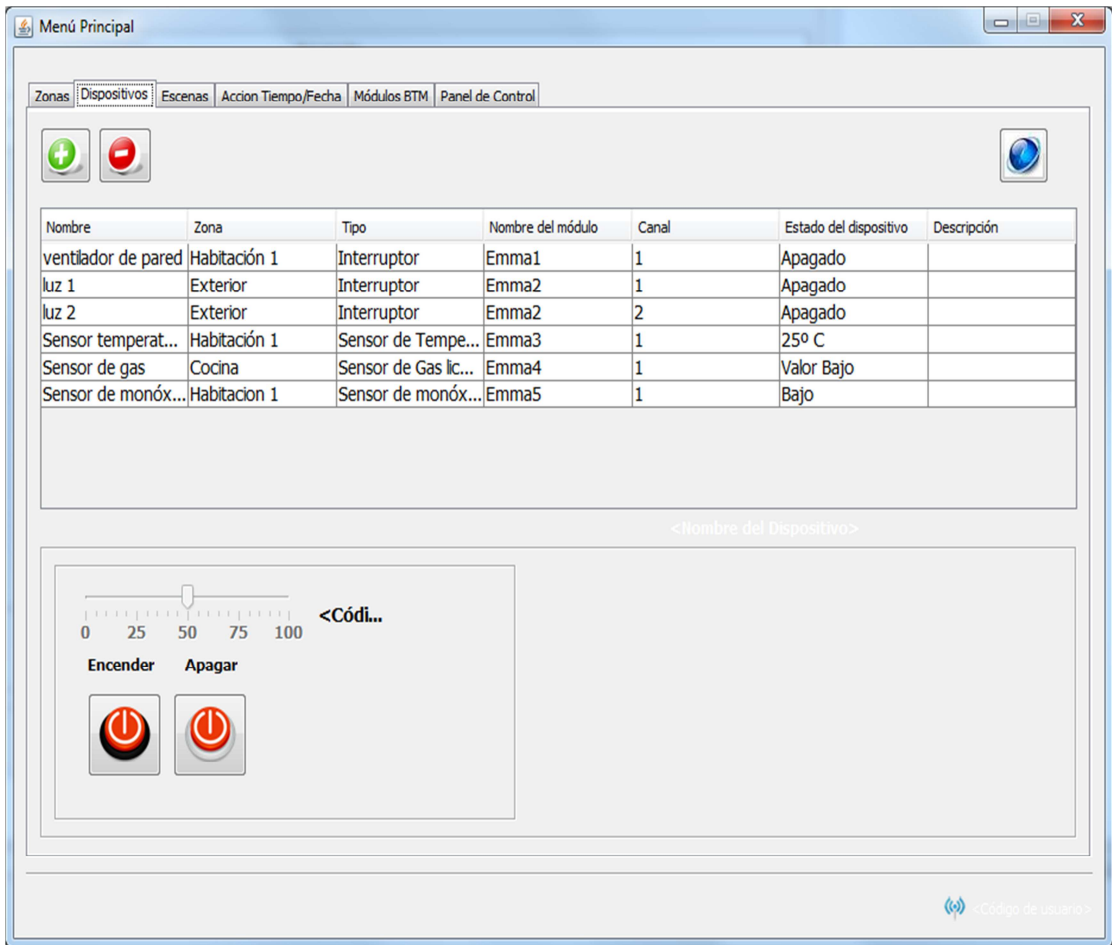 Menú Principal
Zonas Dispositivos Escenas Accion Tiempo/Fecha Módulos BTM Panel de Control
Nombre Zona Tipo Nombre del módulo Canal Estado del dispositivo Descripción
ventilador de pared Habitación 1 Interruptor Emma1 1 Apagado
luz 1 Exterior Interruptor Emma2 1 Apagado
luz 2 Exterior Interruptor Emma2 2 Apagado
Sensor temperat... Habitación 1 Sensor de Tempe... Emma3 1 25º C
Sensor de gas Cocina Sensor de Gas lic... Emma4 1 Valor Bajo
Sensor de monóx... Habitacion 1 Sensor de monóx... Emma5 1 Bajo
<Nombre del Dispositivo>
<Códi...
0 25 50 75 100
Encender Apagar
<Código de usuario>